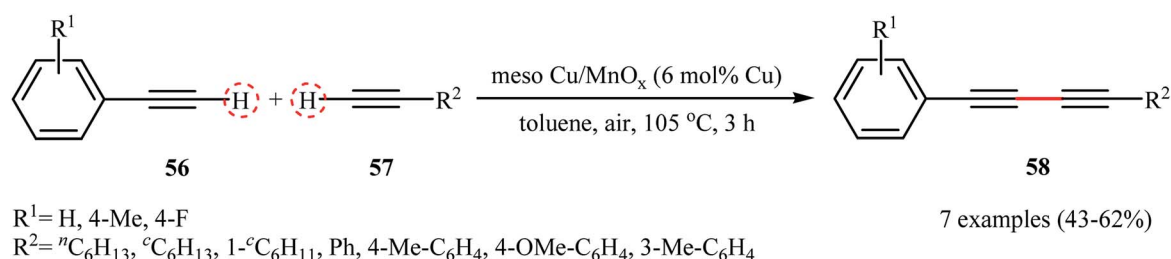 R¹
R¹
H + H
R²
meso Cu/MnOₓ (6 mol% Cu)
R²
toluene, air, 105 °C, 3 h
56
57
58
R¹= H, 4-Me, 4-F
7 examples (43-62%)
R²= ⁿC₆H₁₃, ᶜC₆H₁₃, 1-ᶜC₆H₁₁, Ph, 4-Me-C₆H₄, 4-OMe-C₆H₄, 3-Me-C₆H₄